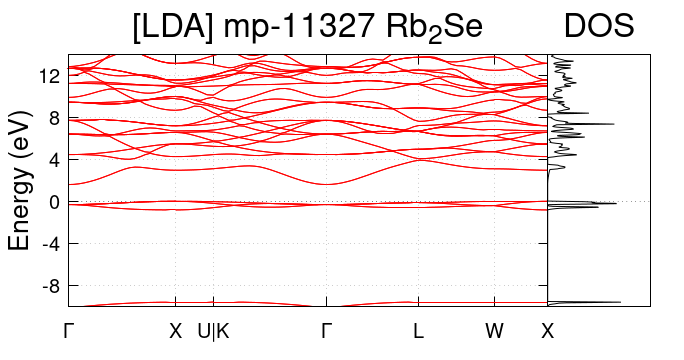 [LDA] mp-11327 Rb₂Se DOS
Energy (eV)
12
8
4
0
-4
-8
Γ X U|K Γ L W X